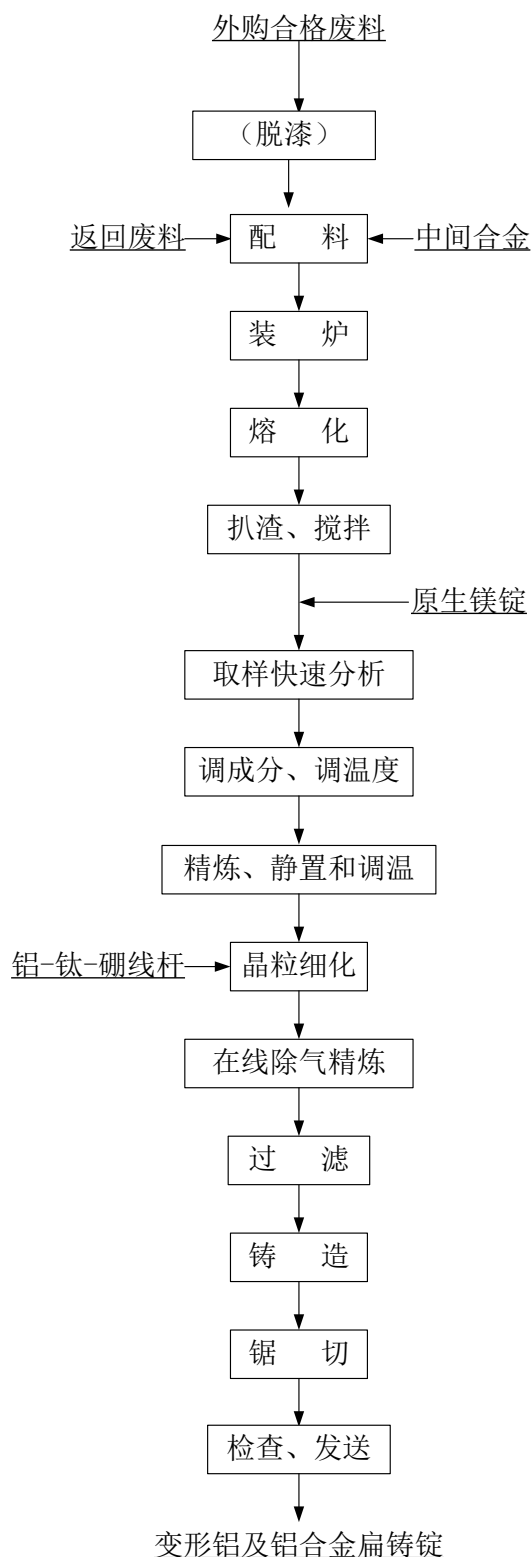 外购合格废料
（脱漆）
返回废料
配 料
中间合金
装 炉
熔 化
扒渣、搅拌
原生镁锭
取样快速分析
调成分、调温度
精炼、静置和调温
铝-钛-硼线杆
晶粒细化
在线除气精炼
过 滤
铸 造
锯 切
检查、发送
变形铝及铝合金扁铸锭